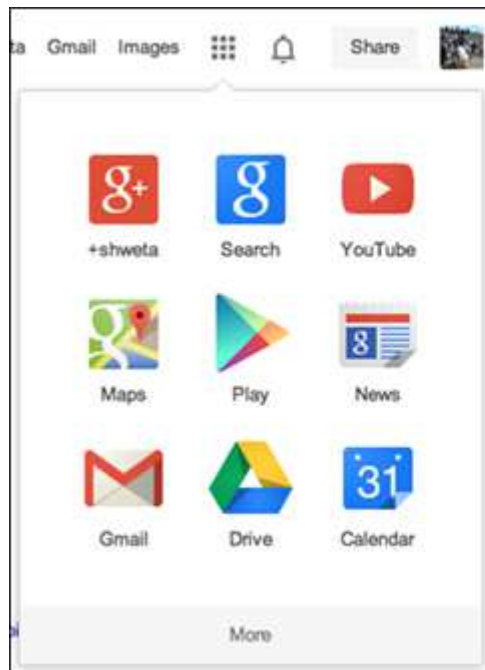 ta Gmail Images Share
g+ g
+shweta Search YouTube
g 8
Maps Play News
31
Gmail Drive Calendar
More